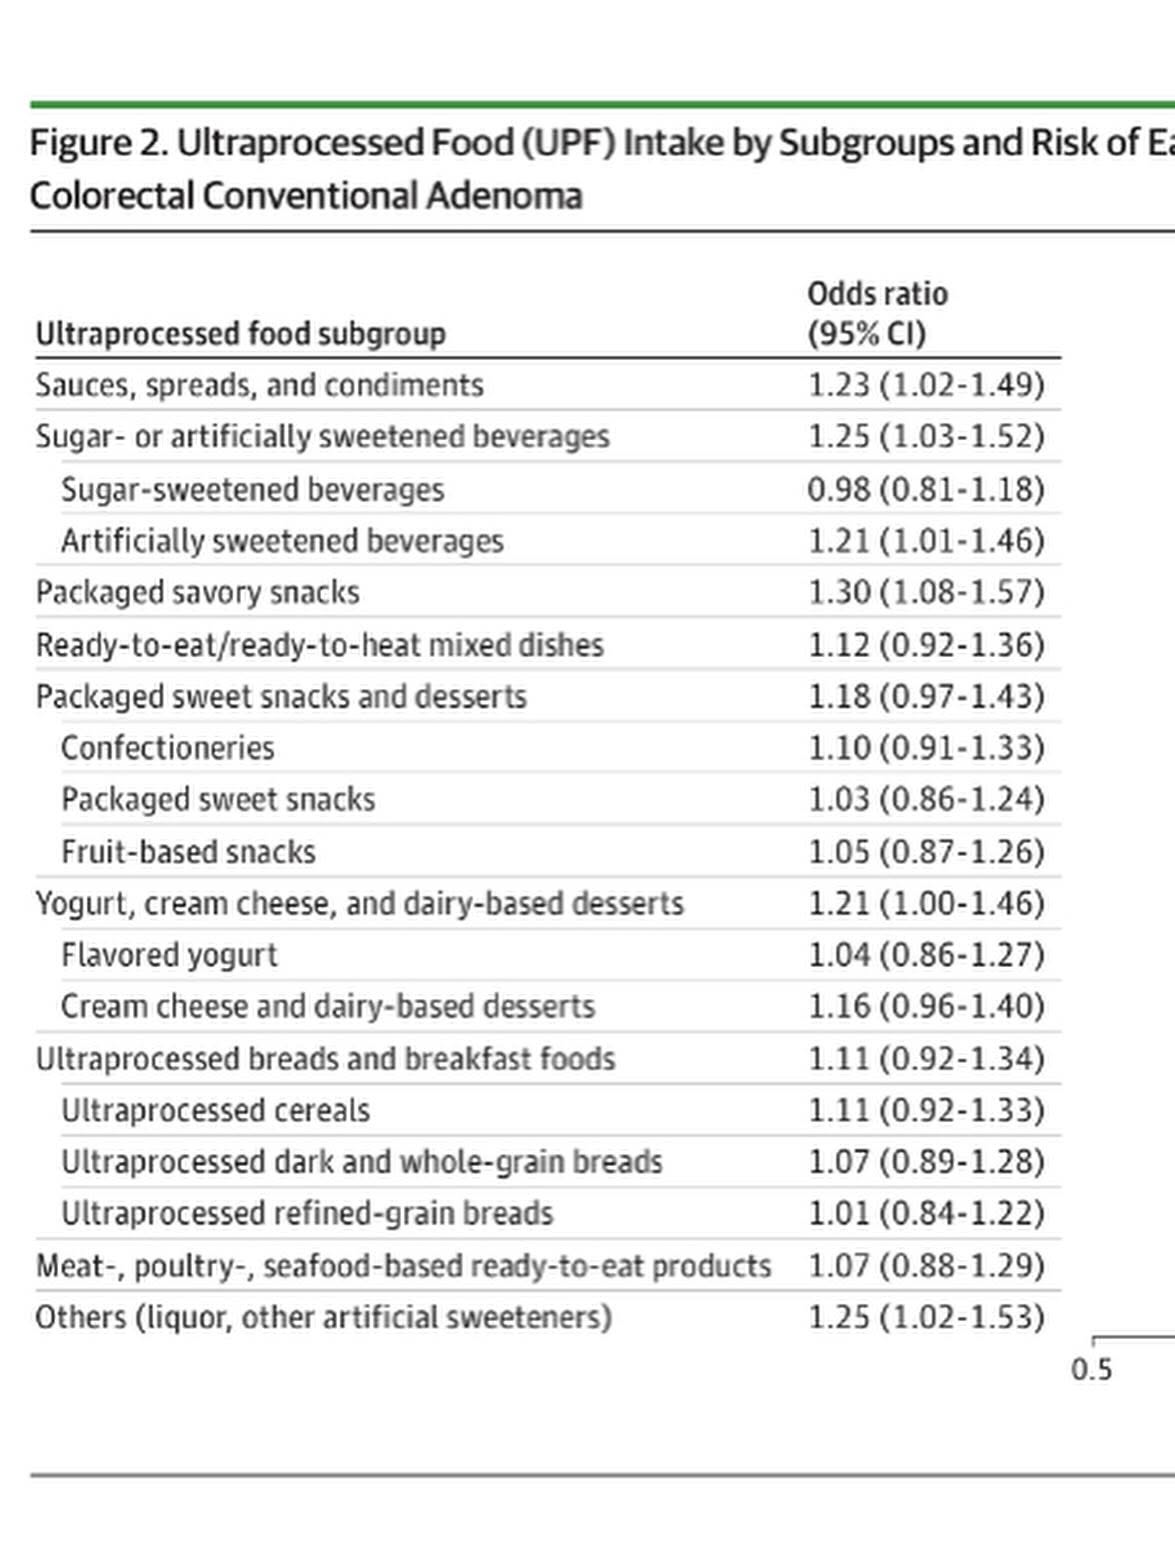 Figure 2. Ultraprocessed Food (UPF) Intake by Subgroups and Risk of
Colorectal Conventional Adenoma
Ultraprocessed food subgroup Odds ratio (95% CI)
Sauces, spreads, and condiments 1.23 (1.02-1.49)
Sugar- or artificially sweetened beverages 1.25 (1.03-1.52)
Sugar-sweetened beverages 0.98 (0.81-1.18)
Artificially sweetened beverages 1.21 (1.01-1.46)
Packaged savory snacks 1.30 (1.08-1.57)
Ready-to-eat/ready-to-heat mixed dishes 1.12 (0.92-1.36)
Packaged sweet snacks and desserts 1.18 (0.97-1.43)
Confectioneries 1.10 (0.91-1.33)
Packaged sweet snacks 1.03 (0.86-1.24)
Fruit-based snacks 1.05 (0.87-1.26)
Yogurt, cream cheese, and dairy-based desserts 1.21 (1.00-1.46)
Flavored yogurt 1.04 (0.86-1.27)
Cream cheese and dairy-based desserts 1.16 (0.96-1.40)
Ultraprocessed breads and breakfast foods 1.11 (0.92-1.34)
Ultraprocessed cereals 1.11 (0.92-1.33)
Ultraprocessed dark and whole-grain breads 1.07 (0.89-1.28)
Ultraprocessed refined-grain breads 1.01 (0.84-1.22)
Meat-, poultry-, seafood-based ready-to-eat products 1.07 (0.88-1.29)
Others (liquor, other artificial sweeteners) 1.25 (1.02-1.53)
0.5